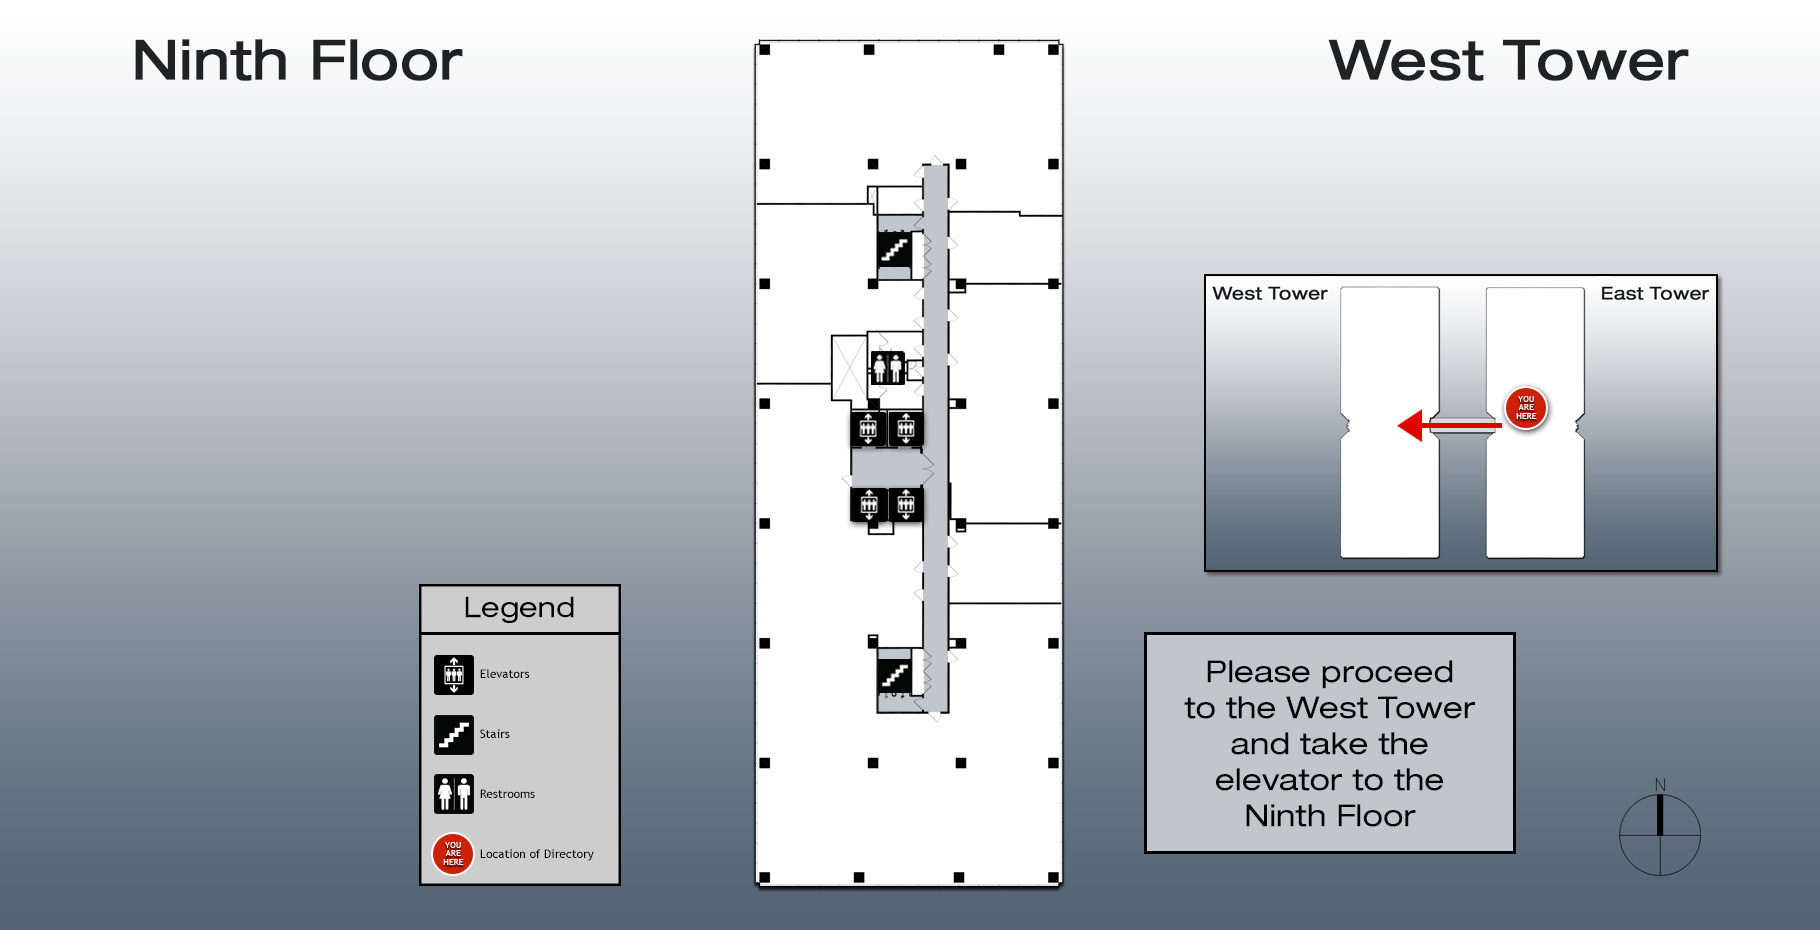 Ninth Floor
West Tower
West Tower
East Tower
YOU
ARE
HERE
Legend
Elevators
Stairs
Restrooms
YOU
ARE
HERE
Location of Directory
Please proceed
to the West Tower
and take the
elevator to the
Ninth Floor
N